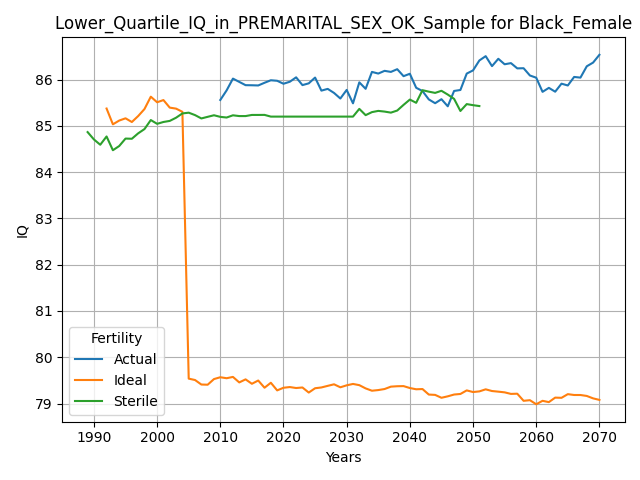 Lower_Quartile_IQ_in_PREMARITAL_SEX_OK_Sample for Black_Female
IQ
86
85
84
83
82
81
80
79
Fertility
Actual
Ideal
Sterile
1990 2000 2010 2020 2030 2040 2050 2060 2070
Years